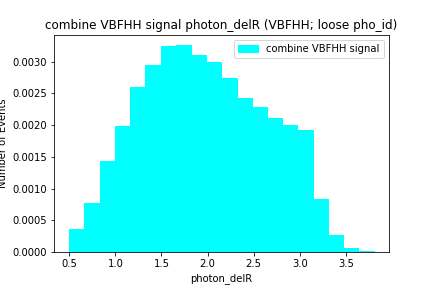 combine VBFHH signal photon_delR (VBFHH; loose pho_id)
combine VBFHH signal
Number of Events
0.0030
0.0025
0.0020
0.0015
0.0010
0.0005
0.0000
0.5 1.0 1.5 2.0 2.5 3.0 3.5
photon_delR